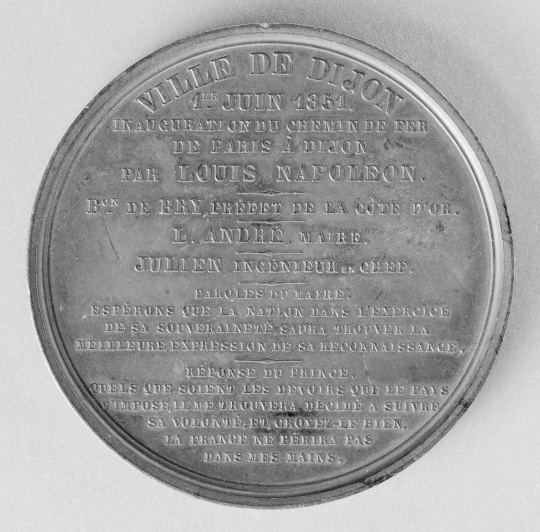 VILLE DE DIJON
1ER JUIN 1851.
INAUGURATION DU CHEMIN DE FER
DE PARIS À DIJON
PAR LOUIS NAPOLEON.
BON DE BRY, PRÉFET DE LA CÔTE D'OR.
L. ANDRÉ, MAIRE.
JULIEN INGÉNIEUR EN CHEF.
PAROLES DU MAIRE.
ESPÉRONS QUE LA NATION DANS L'EXERCICE
DE SA SOUVERAINETÉ, SAURA TROUVER LA
MEILLEURE EXPRESSION DE SA RECONNAISSANCE.
RÉPONSE DU PRINCE.
QUELS QUE SOIENT LES DEVOIRS QUE LE PAYS
M'IMPOSE, IL ME TROUVERA DÉCIDÉ A SUIVRE
SA VOLONTÉ, ET, CROYEZ-LE BIEN,
LA FRANCE NE PÉRIRA PAS
DANS MES MAINS.